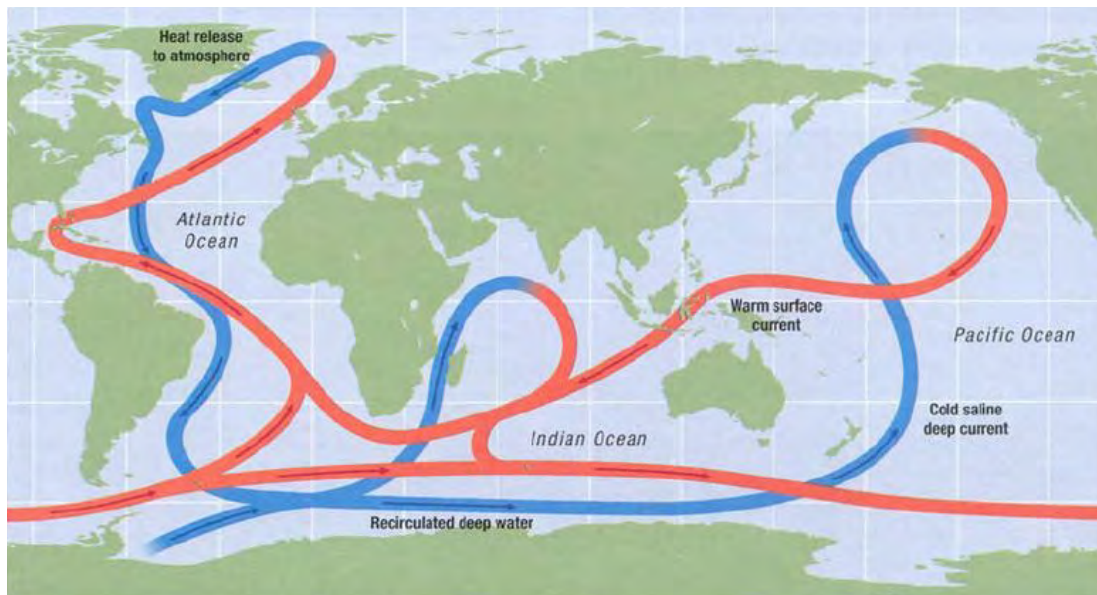 Heat release
to atmosphere
Atlantic
Ocean
Warm surface
current
Pacific Ocean
Cold saline
deep current
Indian Ocean
Recirculated deep water